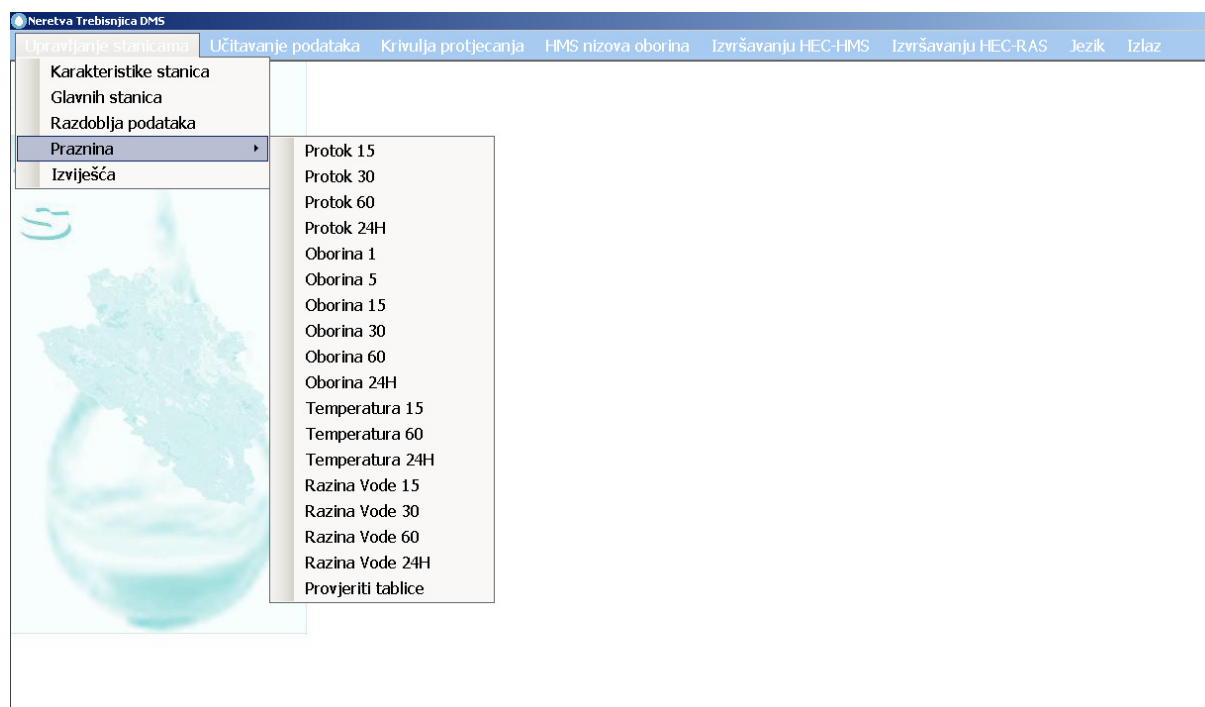 Neretva Trebisnjica DMS
Upravljanje stanicama Učitavanje podataka Krivulja protjecanja HMS nizova oborina Izvršavanju HEC-HMS Izvršavanju HEC-RAS Jezik Izlaz
Karakteristike stanica
Glavnih stanica
Razdoblja podataka
Praznina
Izviješća
Protok 15
Protok 30
Protok 60
Protok 24H
Oborina 1
Oborina 5
Oborina 15
Oborina 30
Oborina 60
Oborina 24H
Temperatura 15
Temperatura 60
Temperatura 24H
Razina Vode 15
Razina Vode 30
Razina Vode 60
Razina Vode 24H
Provjeriti tablice
S